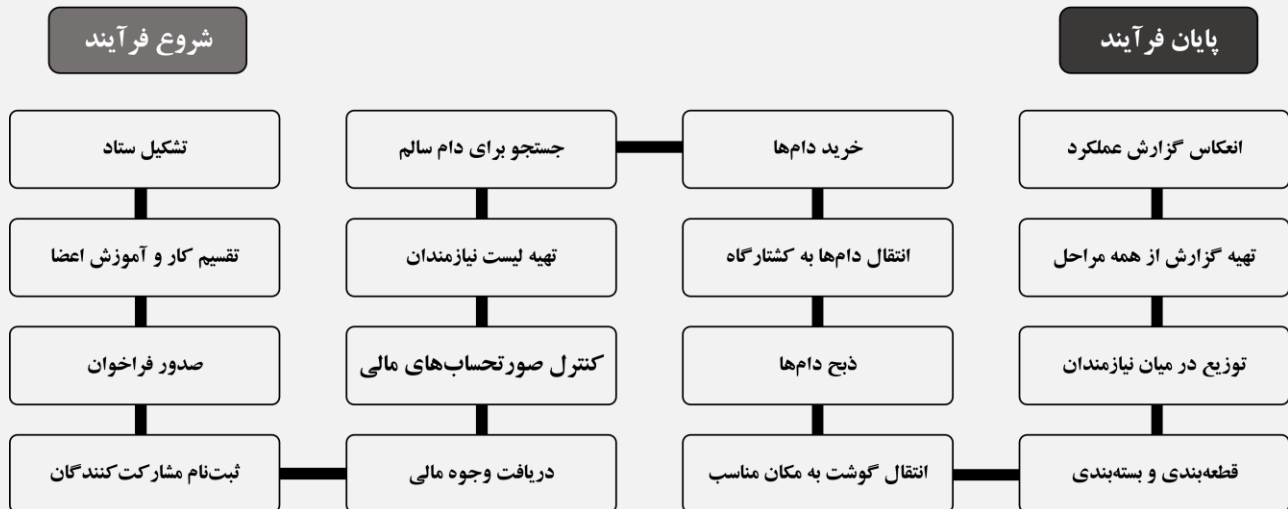 شروع فرآیند
پایان فرآیند
تشکیل ستاد
تقسیم کار و آموزش اعضا
صدور فراخوان
ثبت‌نام مشارکت‌کنندگان
دریافت وجوه مالی
کنترل صورتحساب‌های مالی
تهیه لیست نیازمندان
جستجو برای دام سالم
خرید دام‌ها
انتقال دام‌ها به کشتارگاه
ذبح دام‌ها
انتقال گوشت به مکان مناسب
قطعه‌بندی و بسته‌بندی
توزیع در میان نیازمندان
تهیه گزارش از همه مراحل
انعکاس گزارش عملکرد